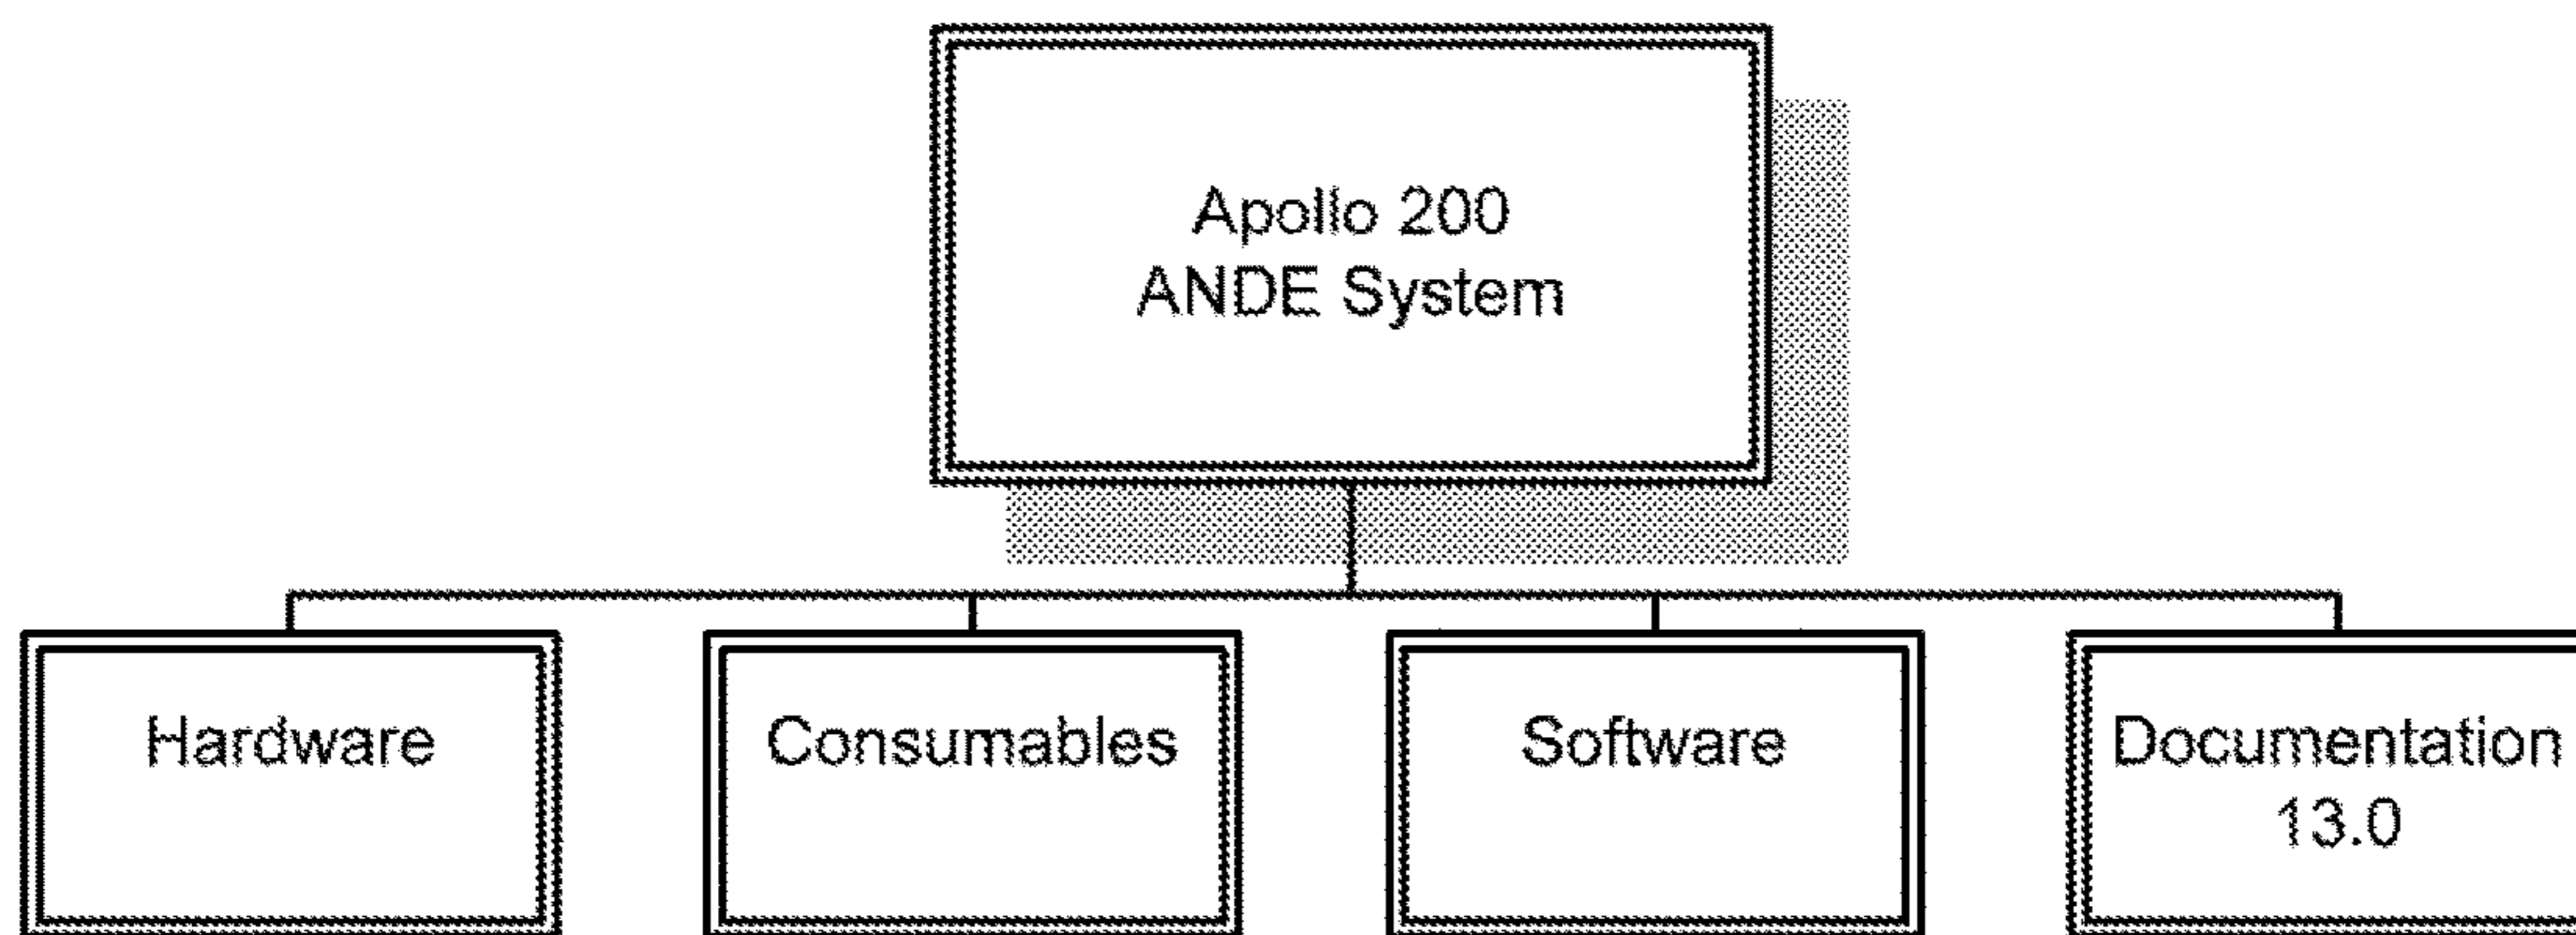 Apollo 200
ANDE System
Hardware
Consumables
Software
Documentation
13.0